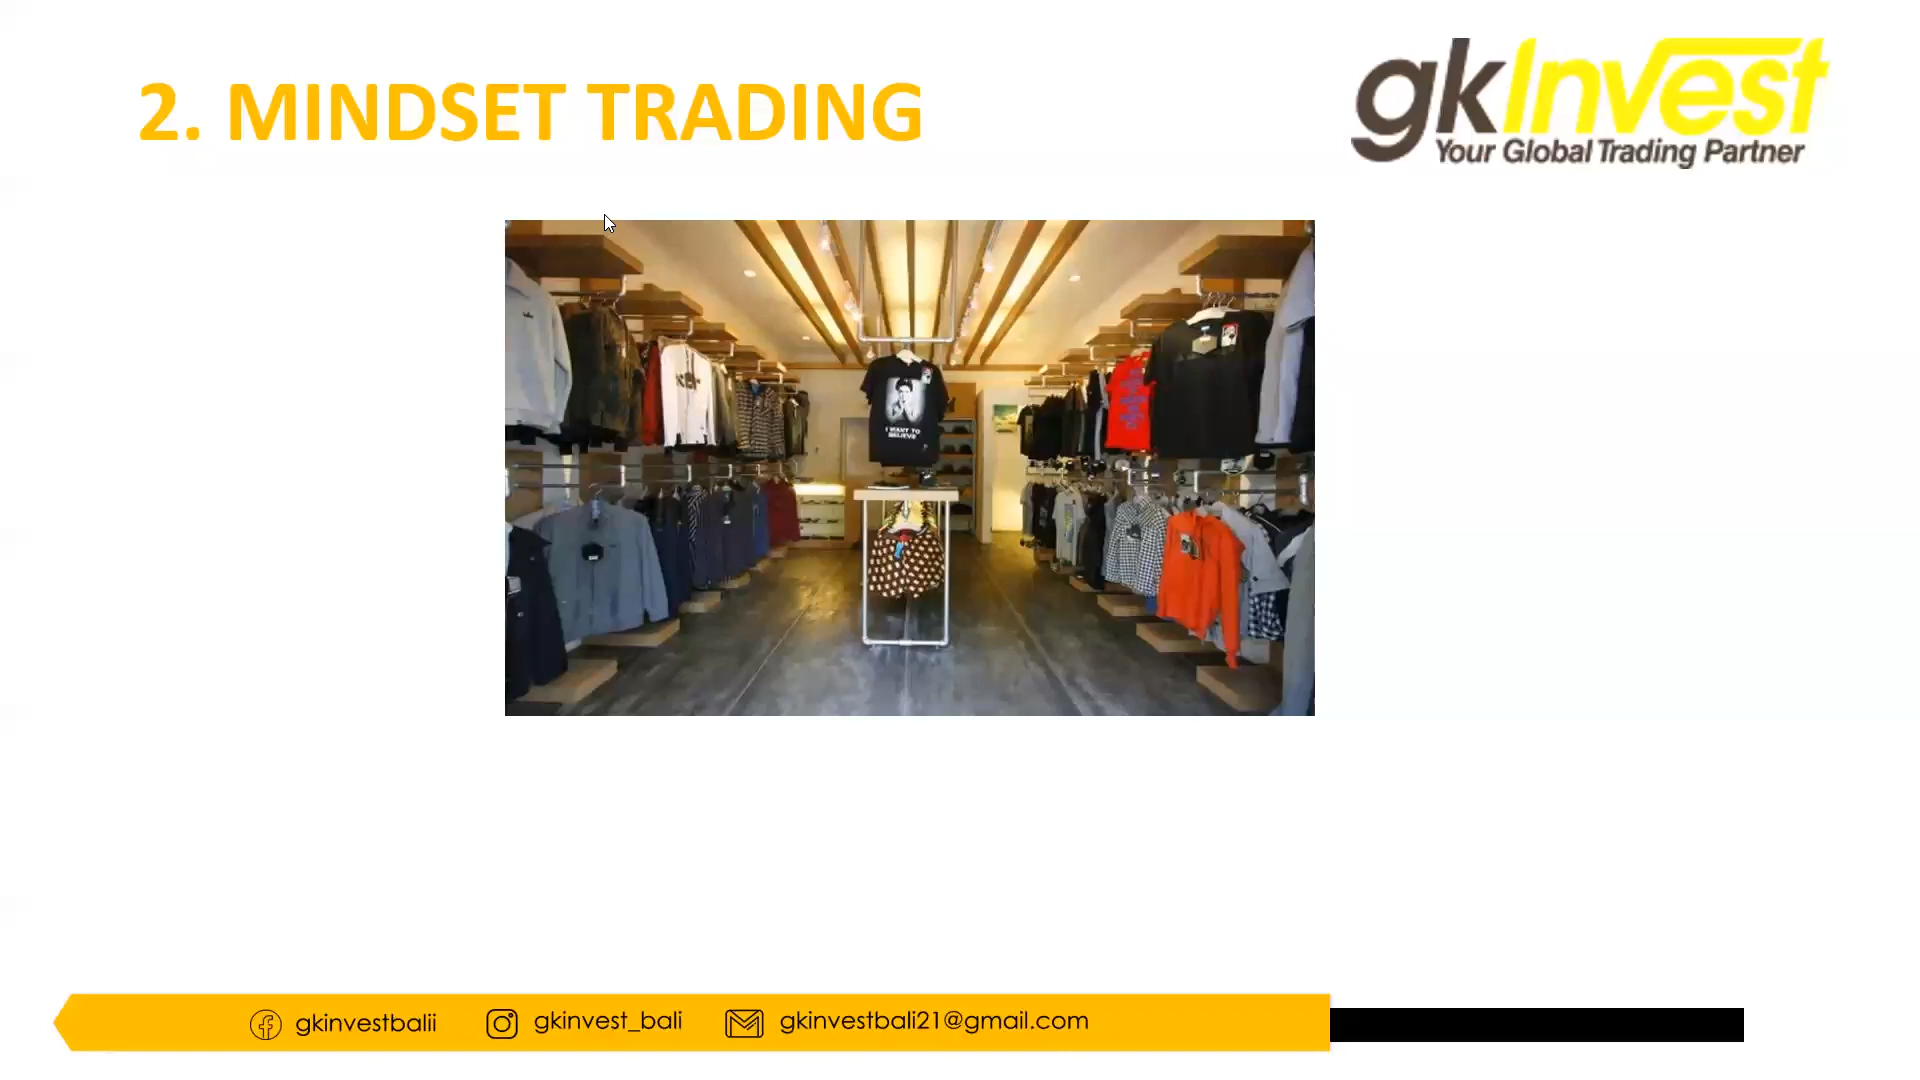 2. MINDSET TRADING
gkInvest
Your Global Trading Partner
I WANT TO
BELIEVE
gkinvestbalii
gkinvest_bali
gkinvestbali21@gmail.com